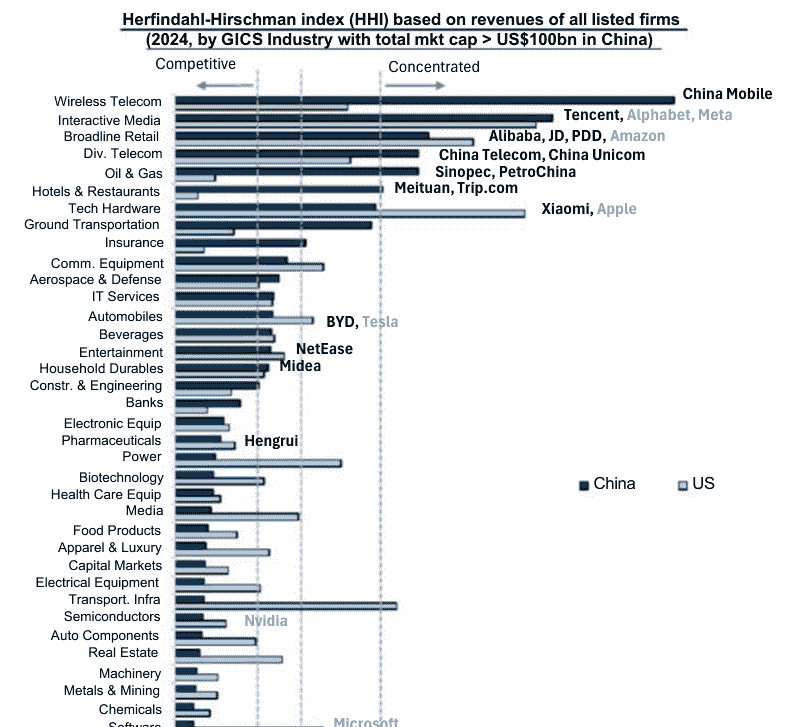 Herfindahl-Hirschman index (HHI) based on revenues of all listed firms
(2024, by GICS Industry with total mkt cap > US$100bn in China)
Competitive
Concentrated
Wireless Telecom
China Mobile
Interactive Media
Tencent, Alphabet, Meta
Broadline Retail
Alibaba, JD, PDD, Amazon
Div. Telecom
China Telecom, China Unicom
Oil & Gas
Sinopec, PetroChina
Hotels & Restaurants
Meituan, Trip.com
Tech Hardware
Xiaomi, Apple
Ground Transportation
Insurance
Comm. Equipment
Aerospace & Defense
IT Services
Automobiles
BYD, Tesla
Beverages
Entertainment
NetEase
Household Durables
Midea
Constr. & Engineering
Banks
Electronic Equip
Pharmaceuticals
Hengrui
Power
Biotechnology
China
US
Health Care Equip
Media
Food Products
Apparel & Luxury
Capital Markets
Electrical Equipment
Transport. Infra
Semiconductors
Nvidia
Auto Components
Real Estate
Machinery
Metals & Mining
Chemicals
Software
Microsoft